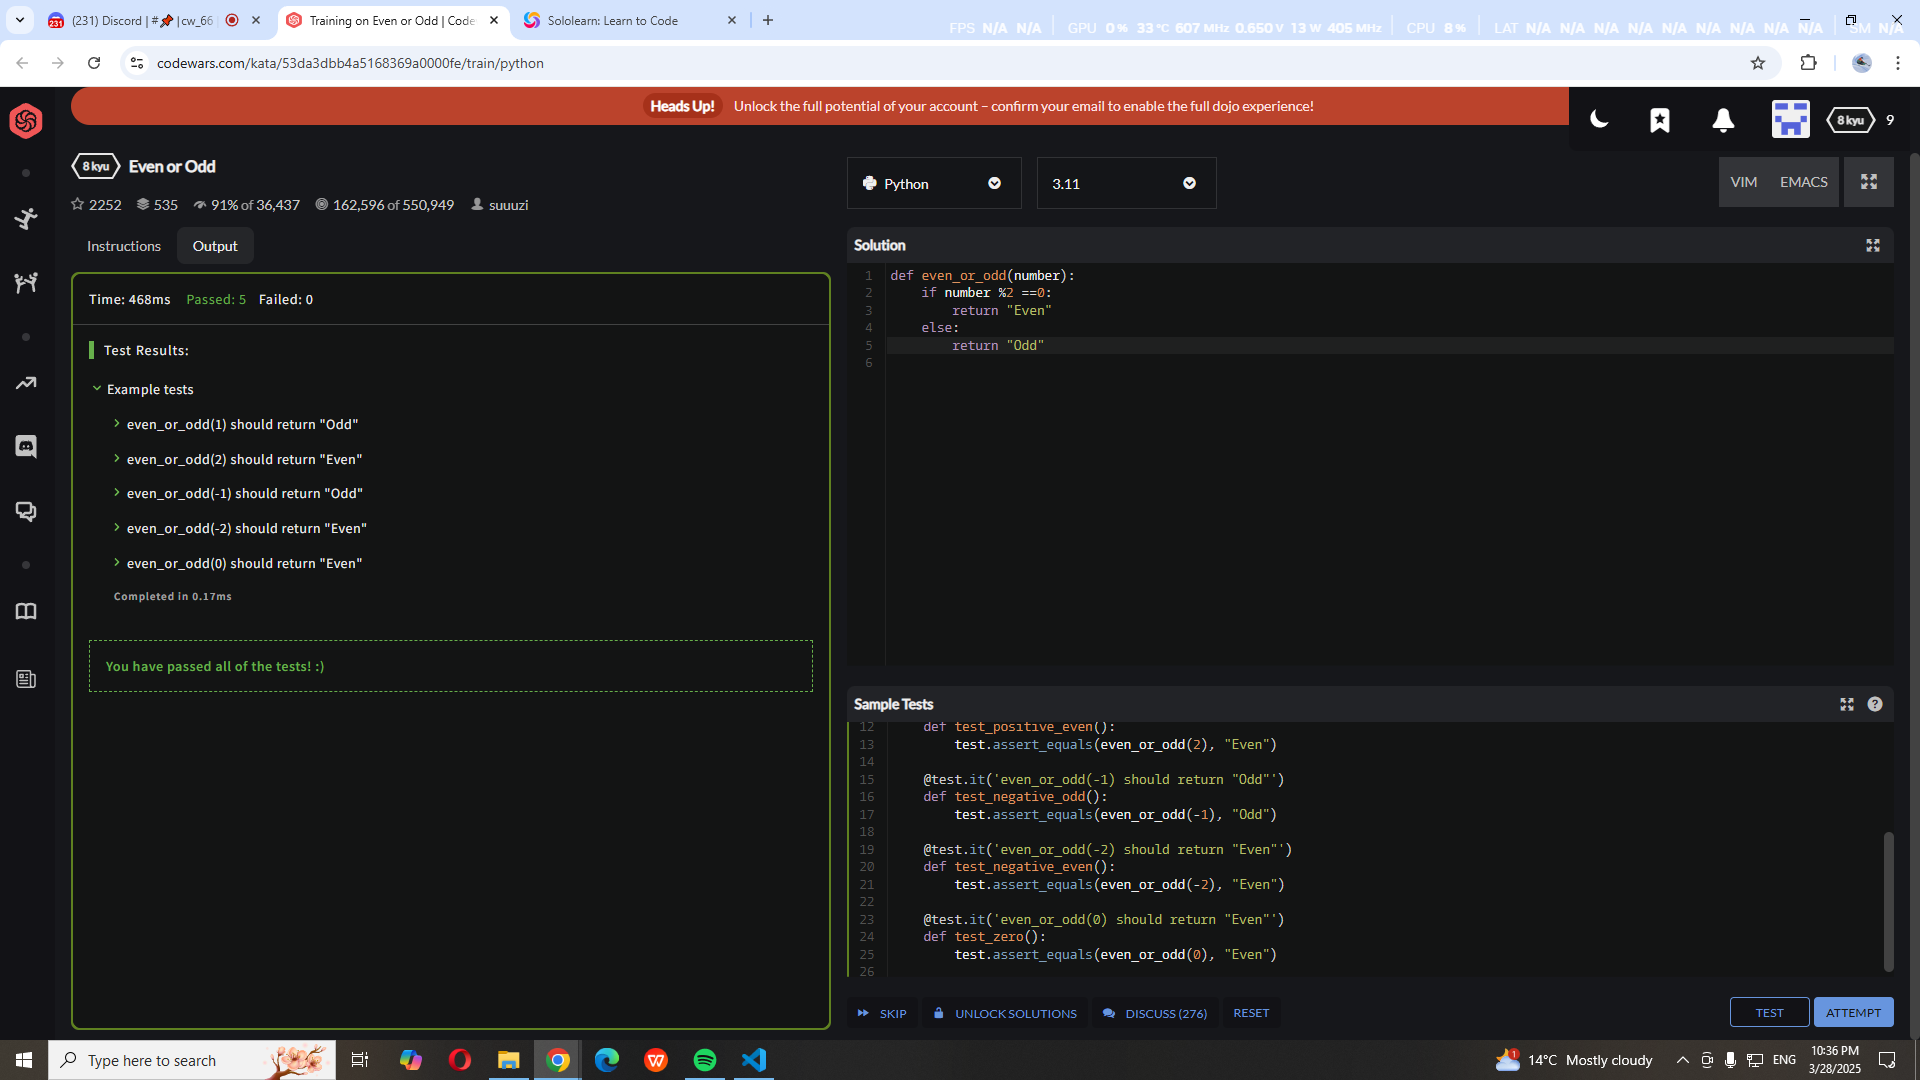 (231) Discord | #📌|cw_66
Training on Even or Odd | Code
Sololearn: Learn to Code
FPS N/A N/A GPU 0% 33°C 607 MHz 0.650 V 13 W 405 MHz CPU 8% LAT N/A N/A N/A N/A N/A N/A N/A N/A N/A SM N/A
codewars.com/kata/53da3dbb4a5168369a0000fe/train/python
Heads Up! Unlock the full potential of your account – confirm your email to enable the full dojo experience!
8 kyu 9
8 kyu Even or Odd
2252 535 91% of 36,437 162,596 of 550,949 suuuzi
Instructions Output
Time: 468ms Passed: 5 Failed: 0
Test Results:
Example tests
even_or_odd(1) should return "Odd"
even_or_odd(2) should return "Even"
even_or_odd(-1) should return "Odd"
even_or_odd(-2) should return "Even"
even_or_odd(0) should return "Even"
Completed in 0.17ms
You have passed all of the tests! :)
Python 3.11 VIM EMACS
Solution
1 def even_or_odd(number):
2 if number %2 ==0:
3 return "Even"
4 else:
5 return "Odd"
6
Sample Tests
12 def test_positive_even():
13 test.assert_equals(even_or_odd(2), "Even")
14
15 @test.it('even_or_odd(-1) should return "Odd"')
16 def test_negative_odd():
17 test.assert_equals(even_or_odd(-1), "Odd")
18
19 @test.it('even_or_odd(-2) should return "Even"')
20 def test_negative_even():
21 test.assert_equals(even_or_odd(-2), "Even")
22
23 @test.it('even_or_odd(0) should return "Even"')
24 def test_zero():
25 test.assert_equals(even_or_odd(0), "Even")
26
SKIP UNLOCK SOLUTIONS DISCUSS (276) RESET TEST ATTEMPT
Type here to search
1 14°C Mostly cloudy ENG
10:36 PM
3/28/2025